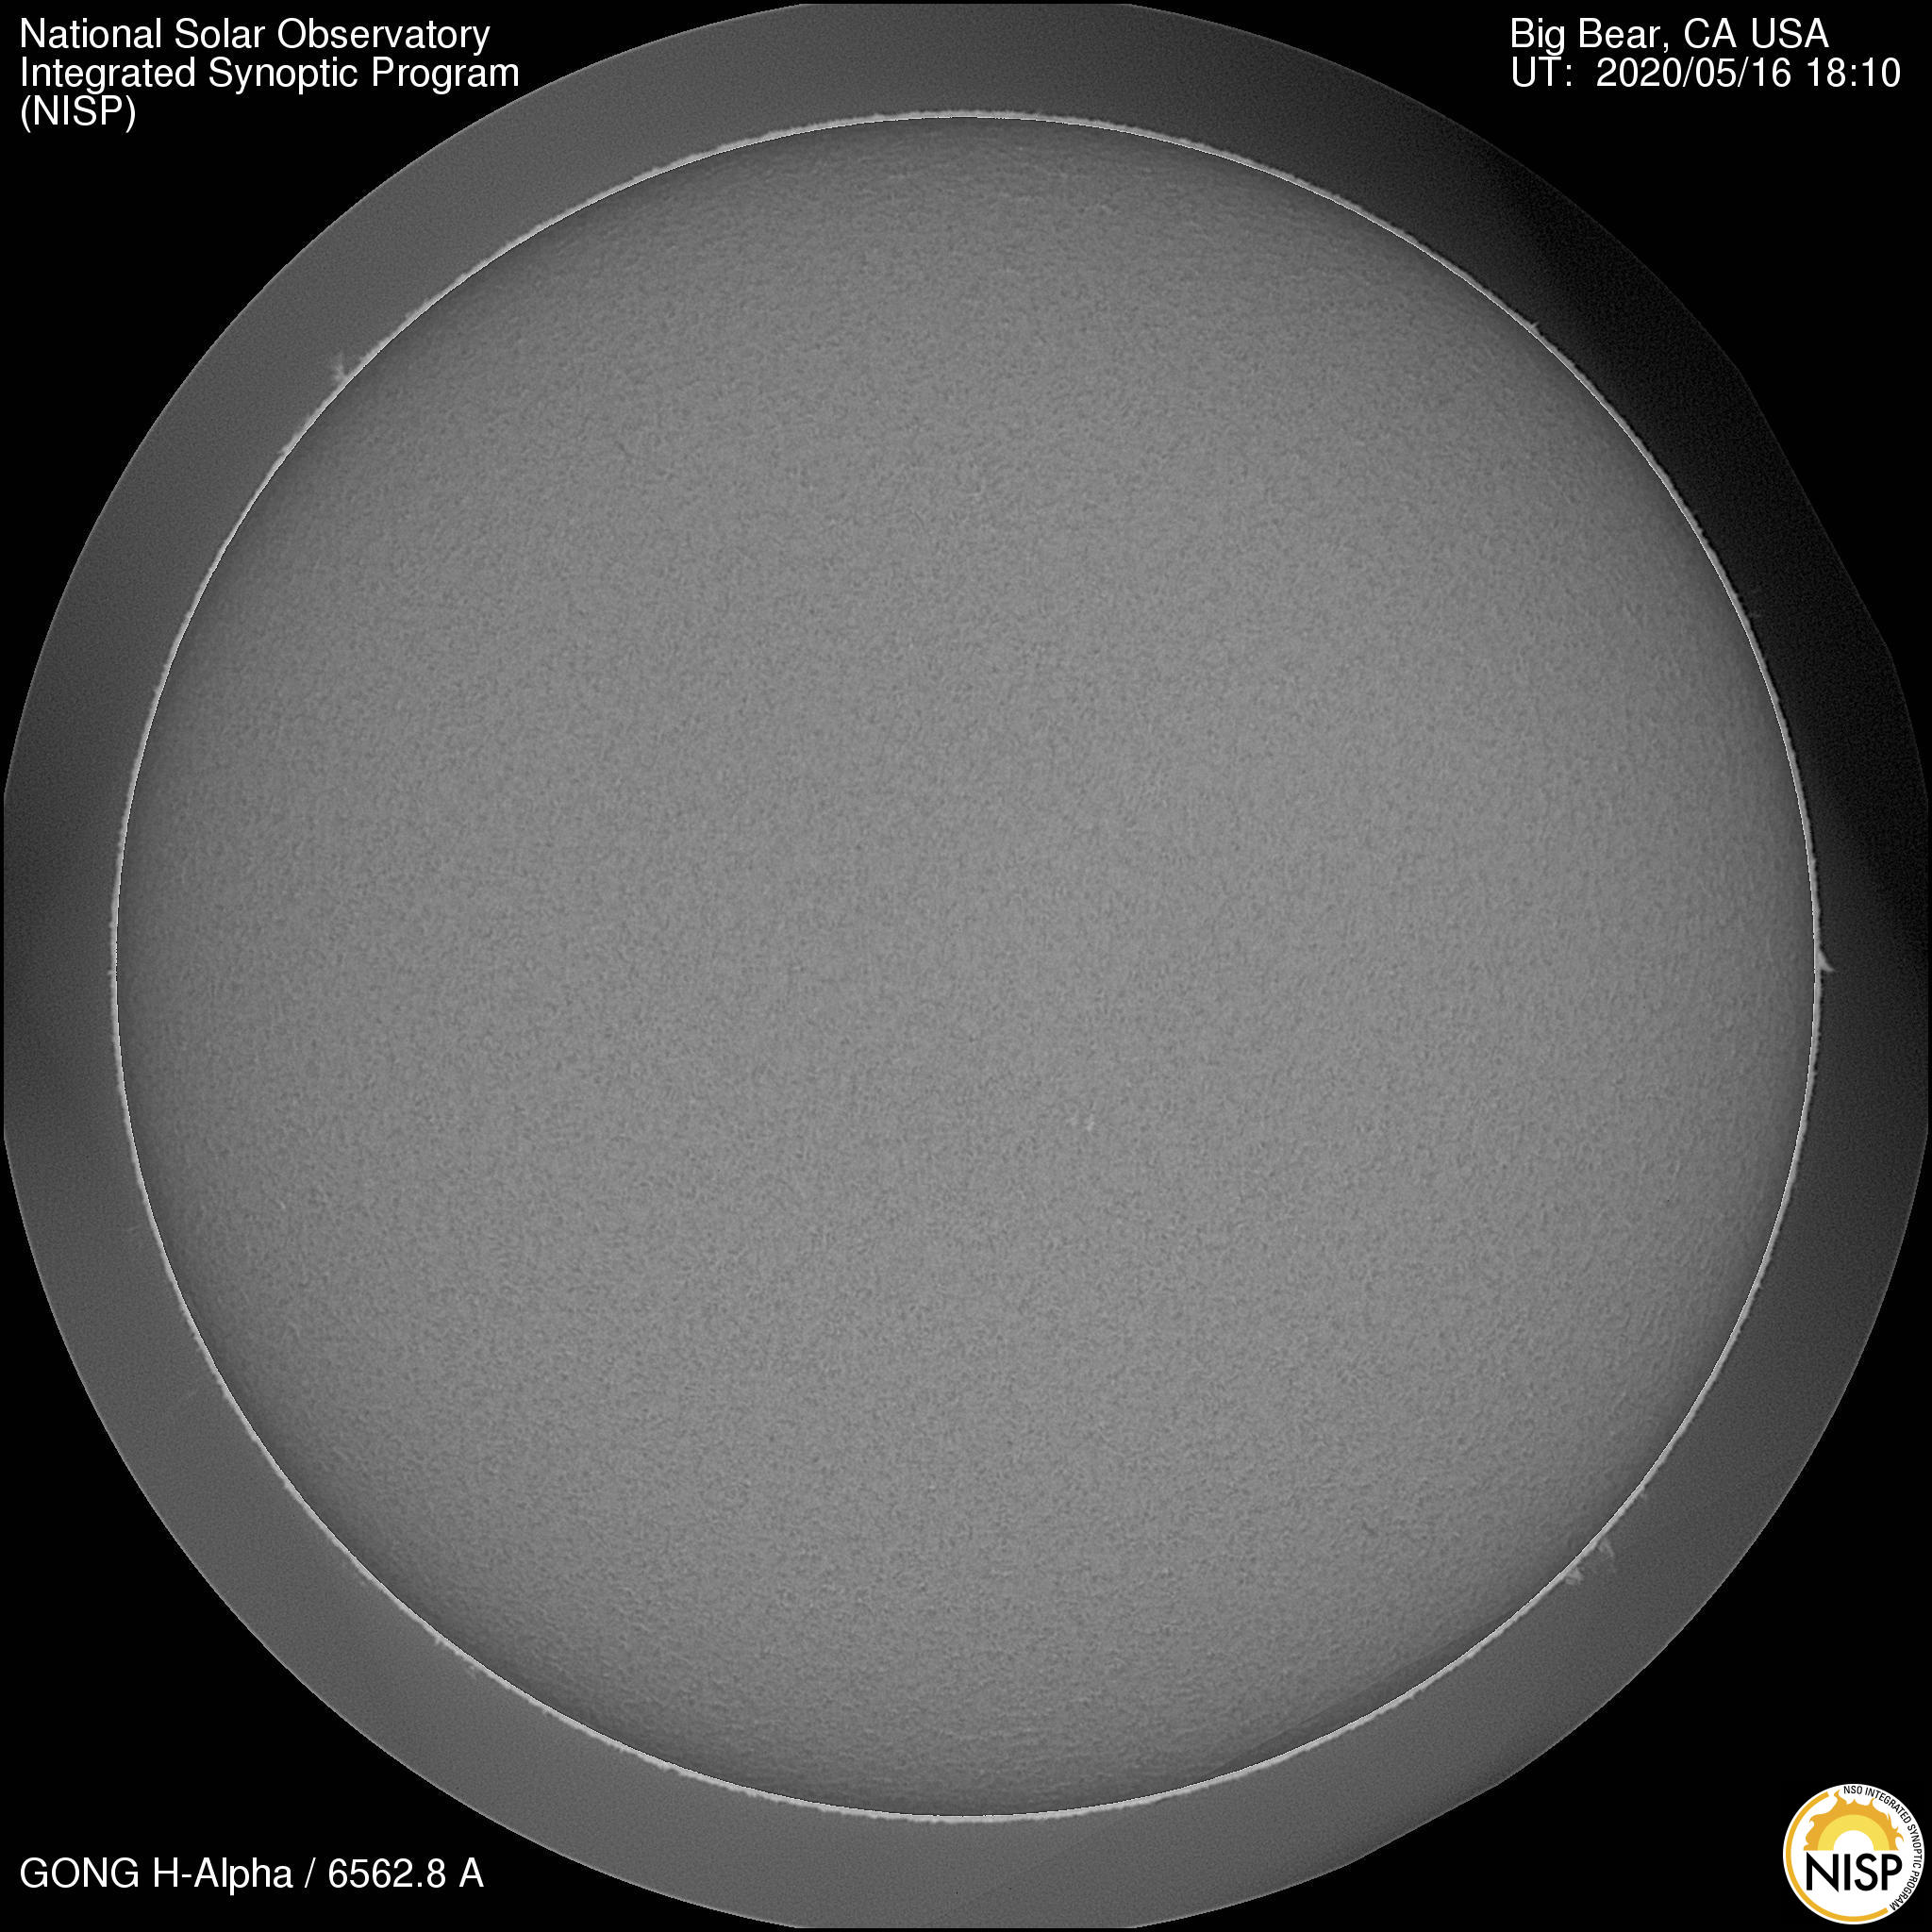 National Solar Observatory
Integrated Synoptic Program
(NISP)
Big Bear, CA USA
UT: 2020/05/16 18:10
GONG H-Alpha / 6562.8 A
NSO INTEGRATED SYNOPTIC PROGRAM
NISP